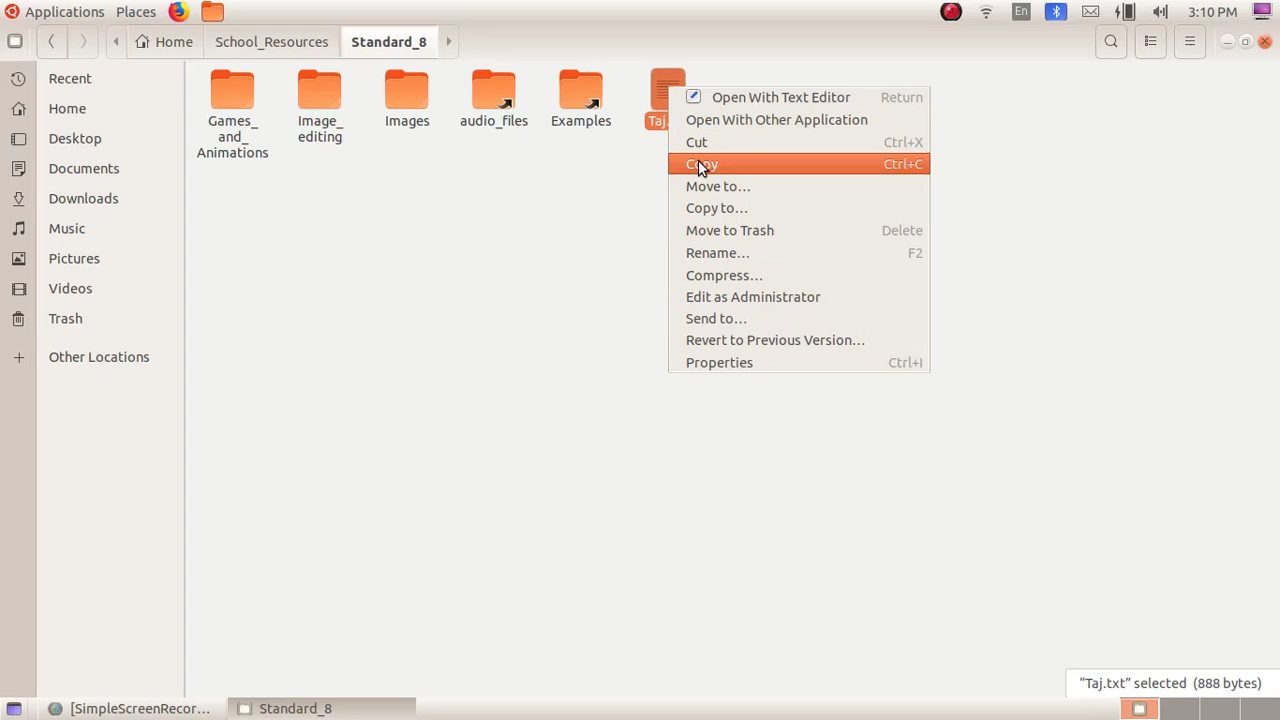 Applications Places En 3:10 PM
Home School_Resources Standard_8
Recent
Home
Desktop
Documents
Downloads
Music
Pictures
Videos
Trash
Other Locations
Games_
and_
Animations
Image_
editing
Images
audio_files
Examples
Taj.
Open With Text Editor Return
Open With Other Application
Cut Ctrl+X
Copy Ctrl+C
Move to…
Copy to…
Move to Trash Delete
Rename… F2
Compress…
Edit as Administrator
Send to…
Revert to Previous Version…
Properties Ctrl+I
“Taj.txt” selected (888 bytes)
[SimpleScreenRecor… Standard_8